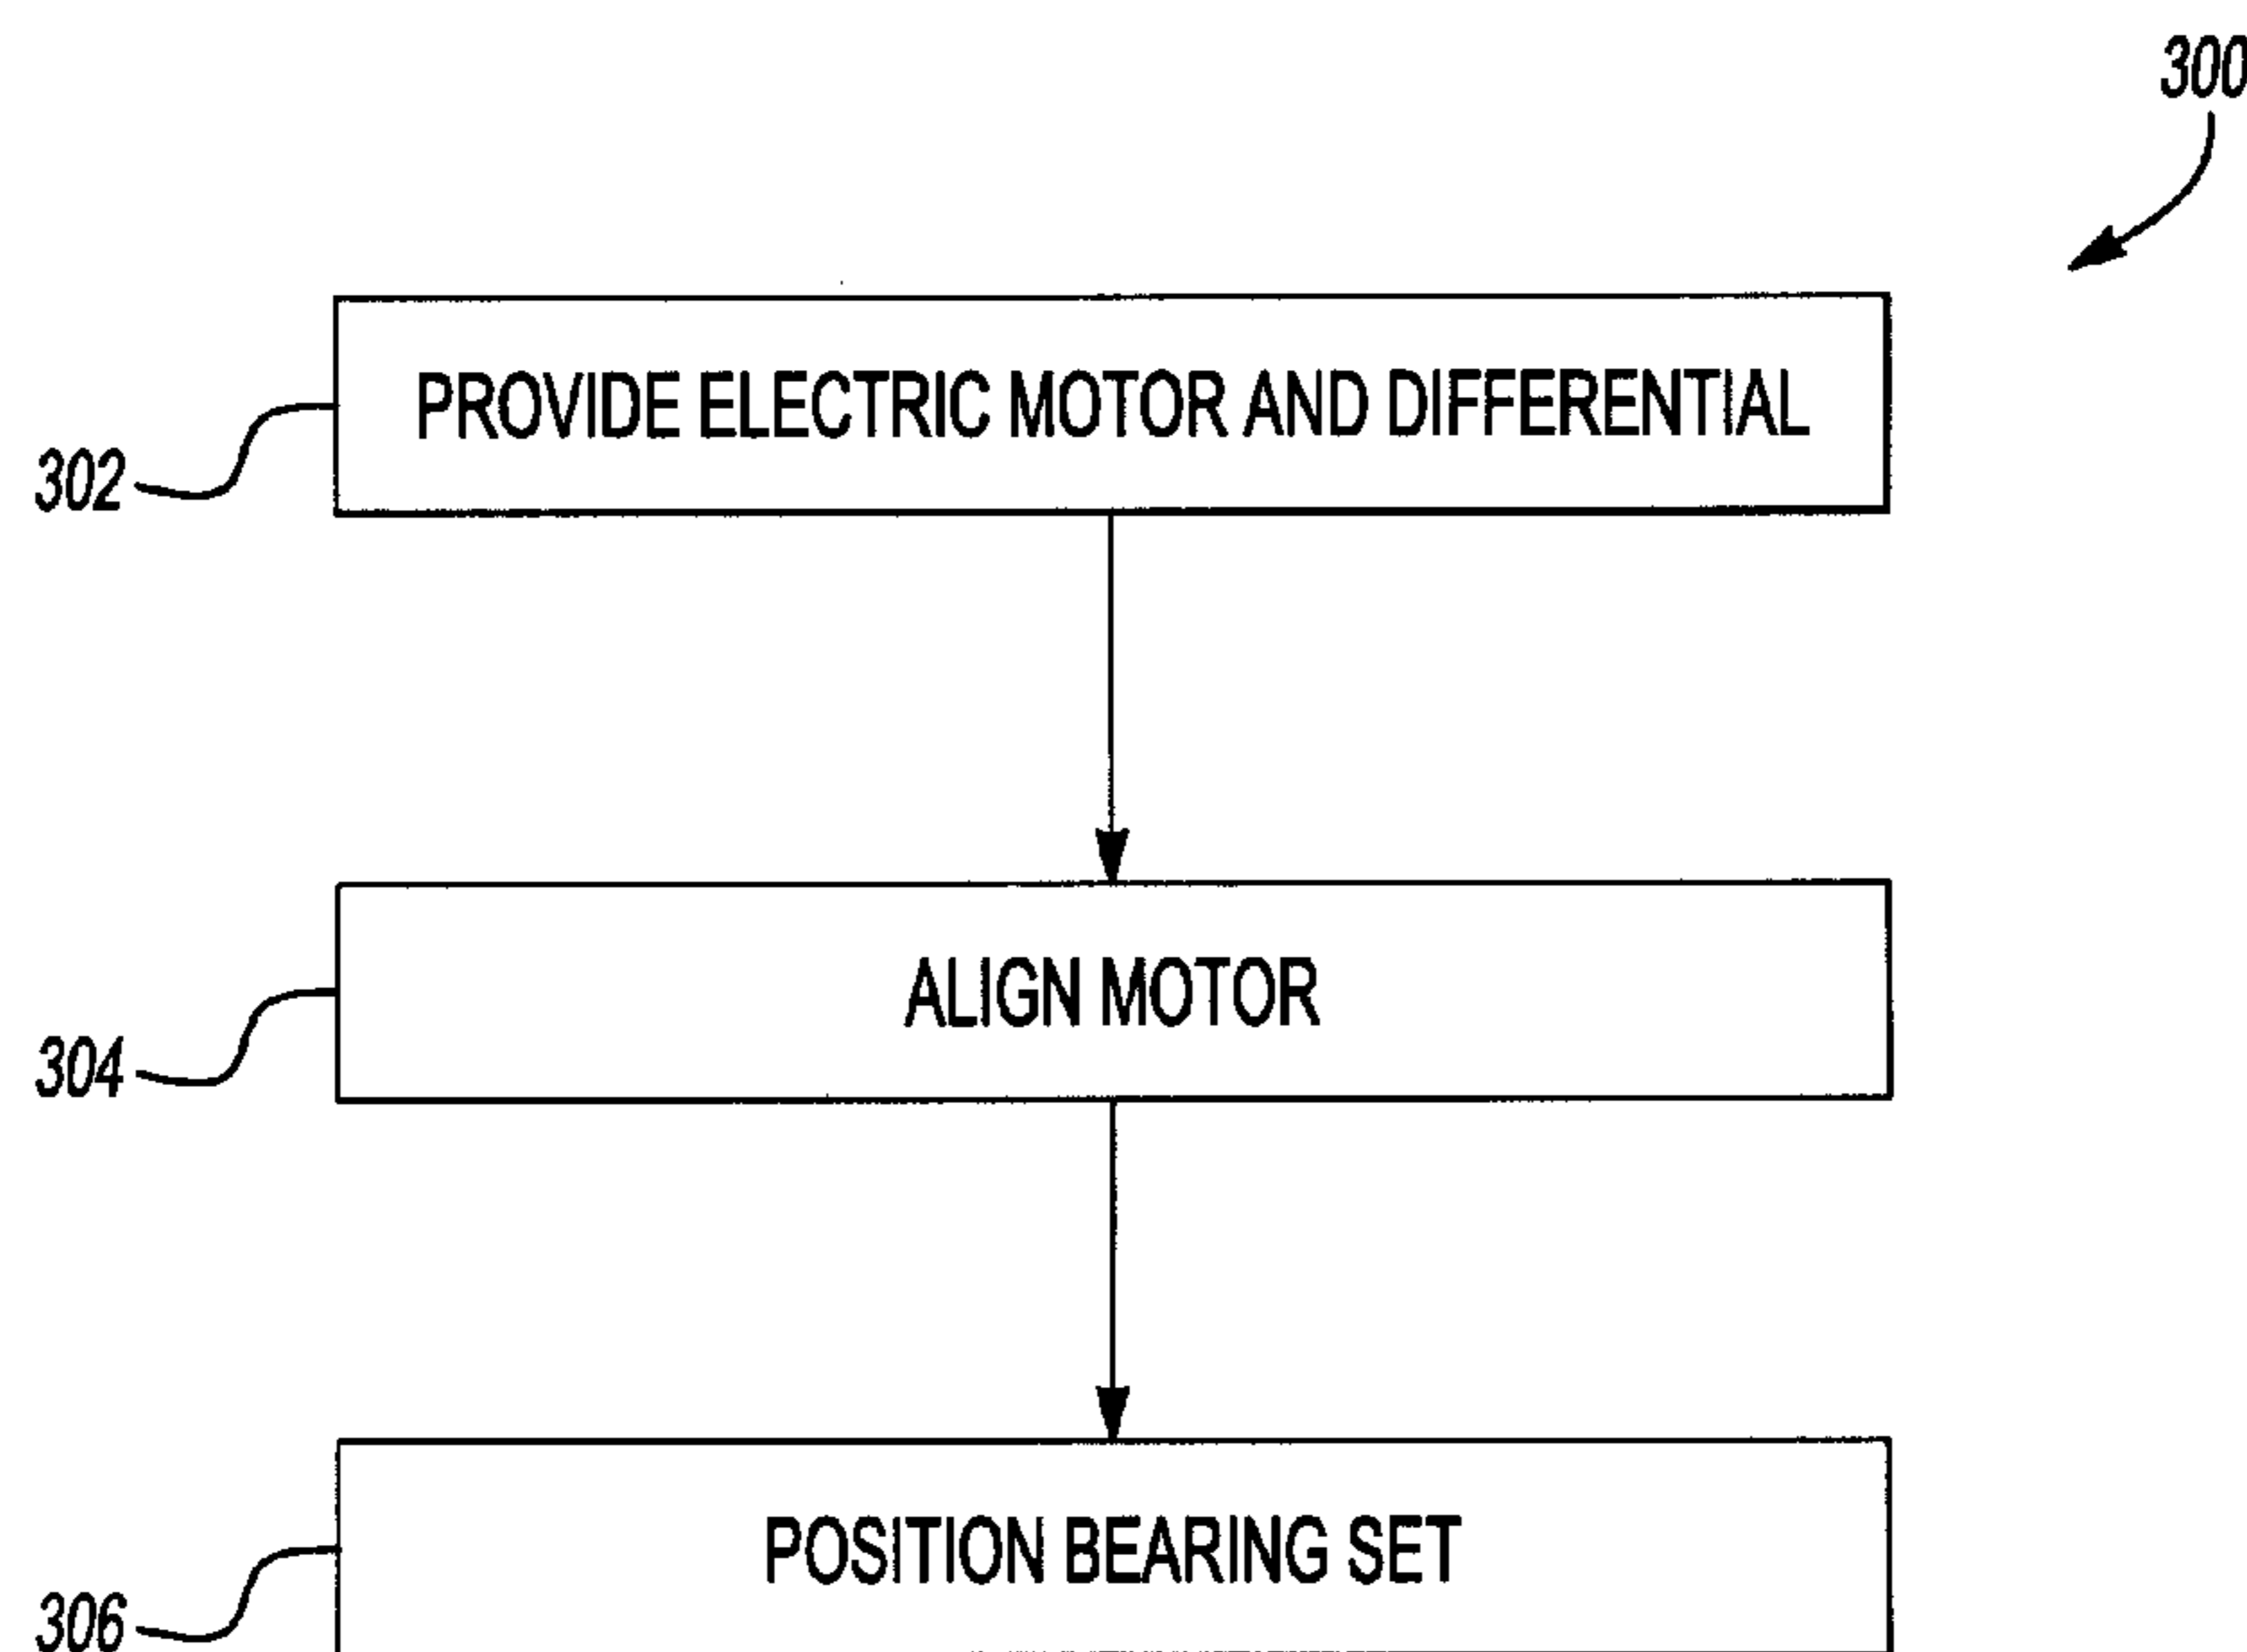 300
PROVIDE ELECTRIC MOTOR AND DIFFERENTIAL
302
ALIGN MOTOR
304
POSITION BEARING SET
306